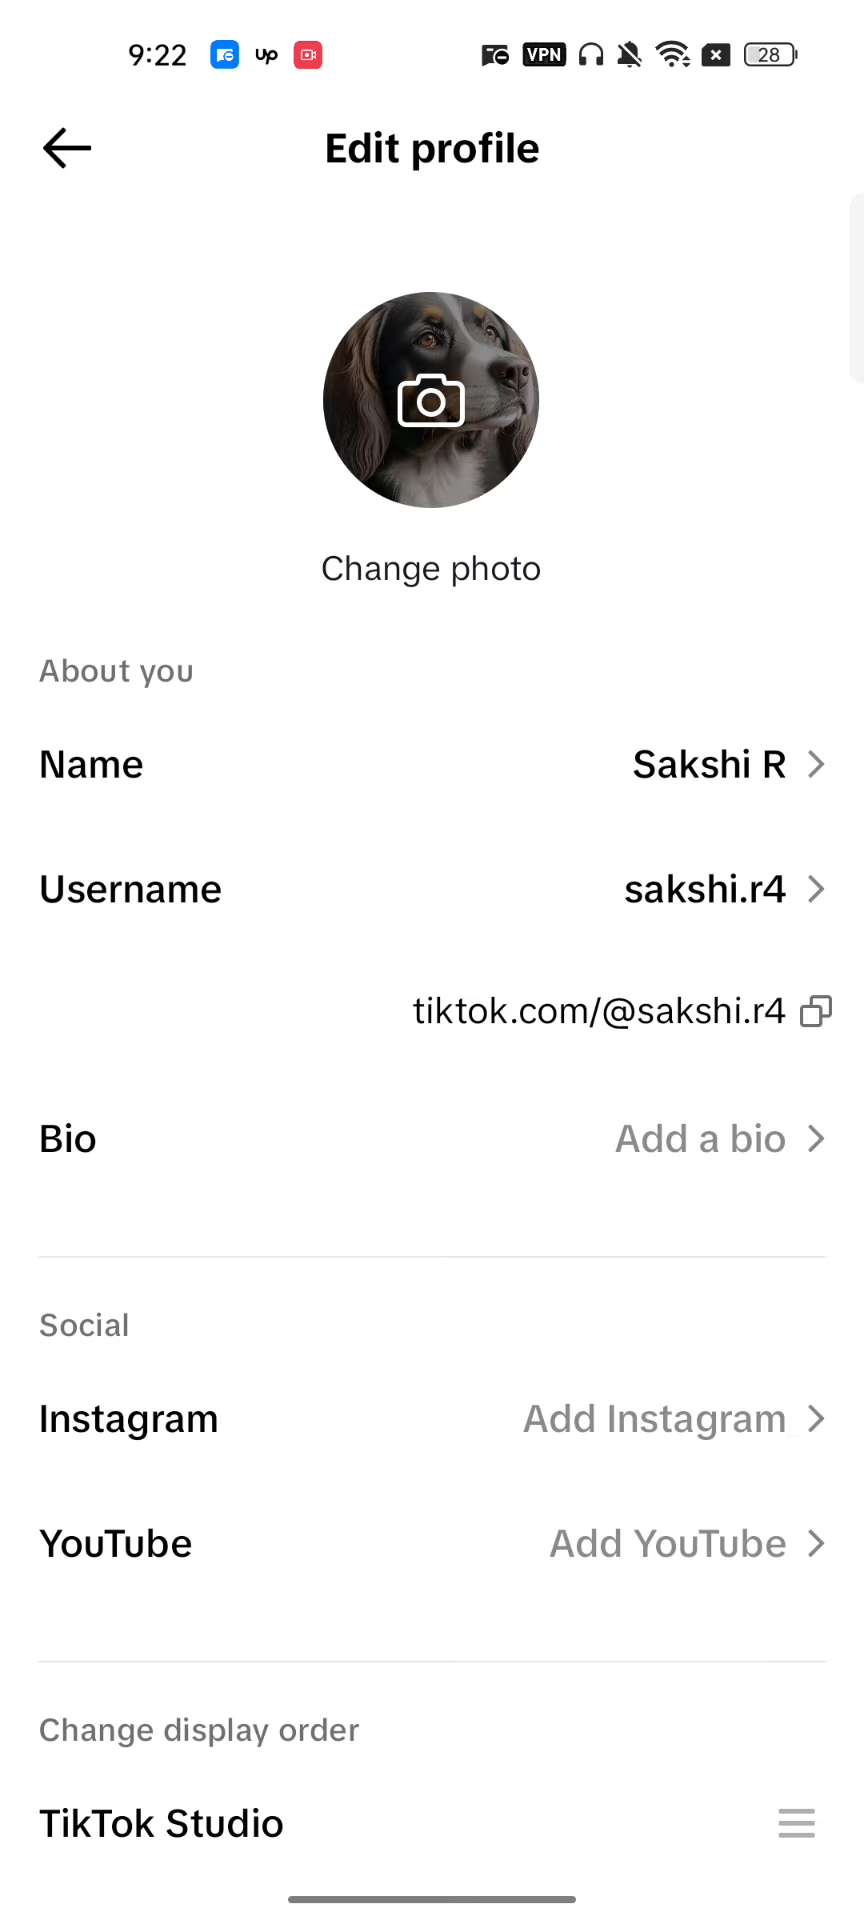 9:22 up VPN 28
Edit profile
Change photo
About you
Name Sakshi R
Username sakshi.r4
tiktok.com/@sakshi.r4
Bio Add a bio
Social
Instagram Add Instagram
YouTube Add YouTube
Change display order
TikTok Studio